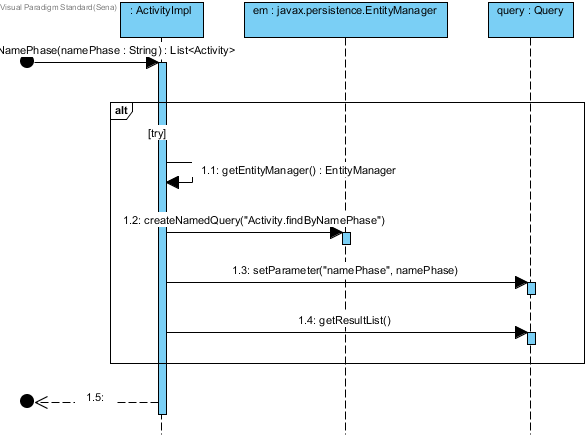 Visual Paradigm Standard(Sena)
: ActivityImpl
em : javax.persistence.EntityManager
query : Query
NamePhase(namePhase : String) : List<Activity>
alt
[try]
1.1: getEntityManager() : EntityManager
1.2: createNamedQuery("Activity.findByNamePhase")
1.3: setParameter("namePhase", namePhase)
1.4: getResultList()
1.5: